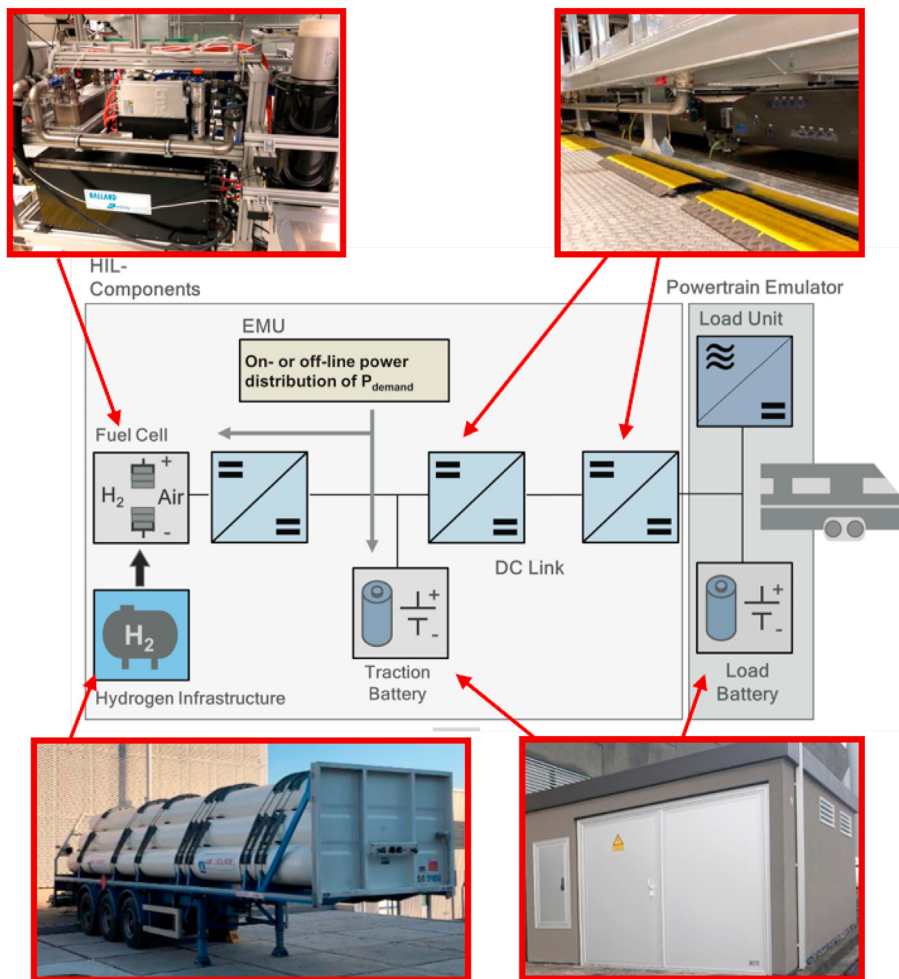 BALLARD
HIL-
Components
Powertrain Emulator
EMU
Load Unit
On- or off-line power
distribution of Pdemand
Fuel Cell
H2
Air
+
-
DC Link
+
-
+
-
H2
Traction
Battery
Load
Battery
Hydrogen Infrastructure